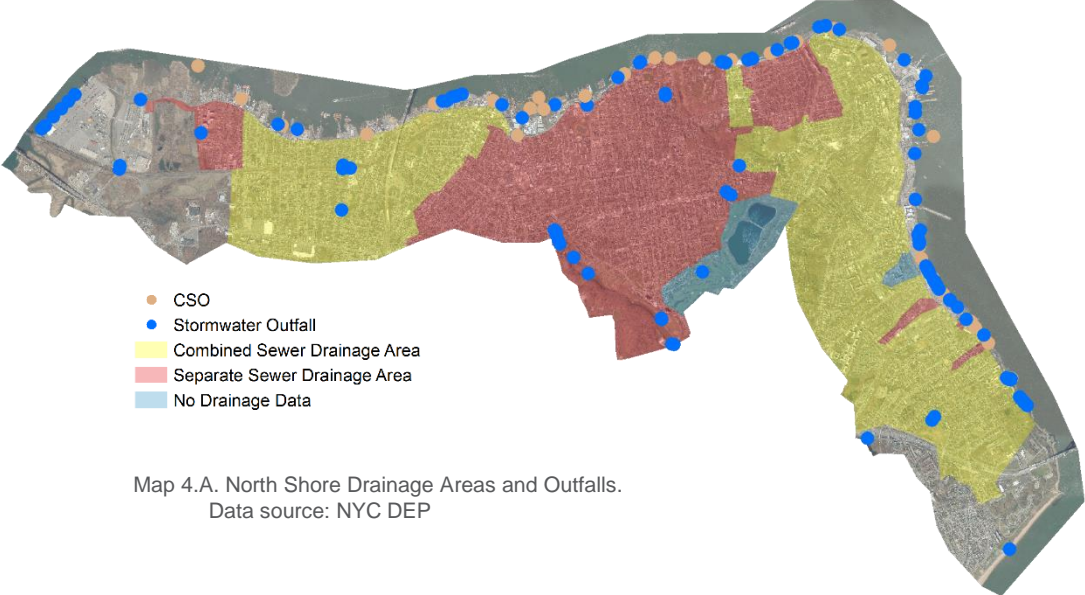 CSO
Stormwater Outfall
Combined Sewer Drainage Area
Separate Sewer Drainage Area
No Drainage Data
Map 4.A. North Shore Drainage Areas and Outfalls.
Data source: NYC DEP